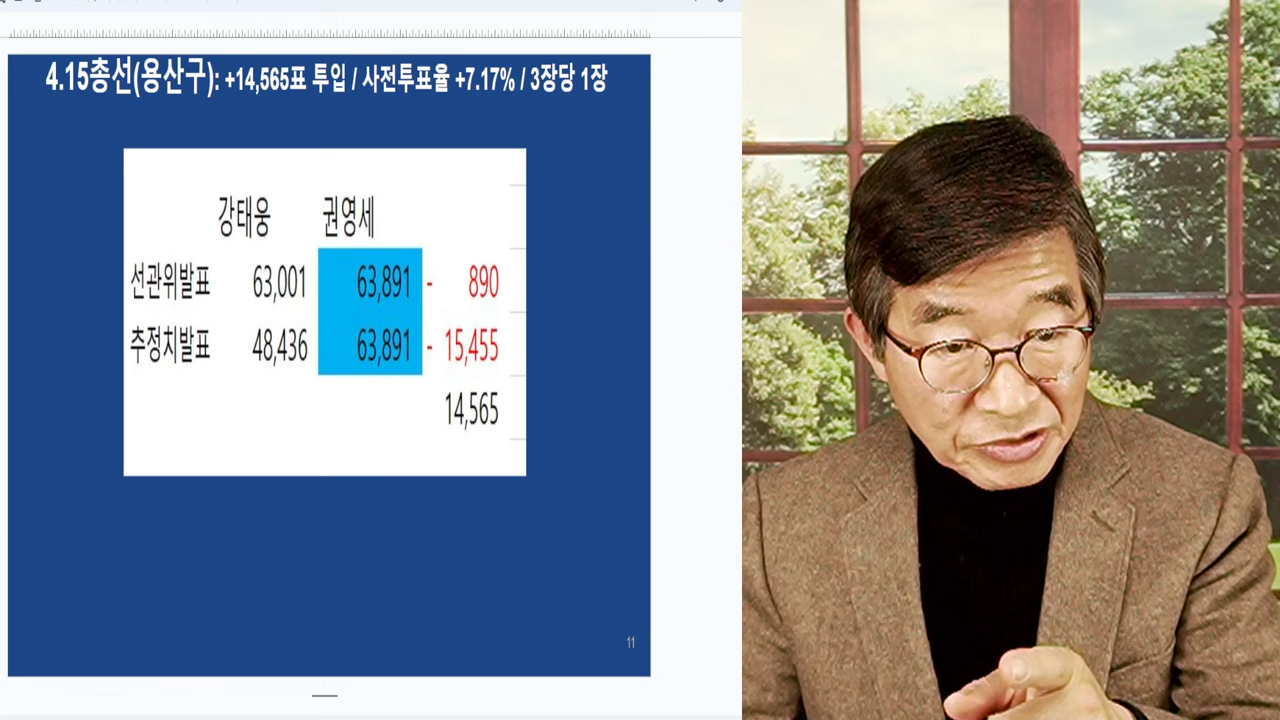 4.15총선(용산구): +14,565표 투입 / 사전투표율 +7.17% / 3장당 1장
강태웅 권영세
선관위발표 63,001 63,891 - 890
추정치발표 48,436 63,891 - 15,455
14,565
11